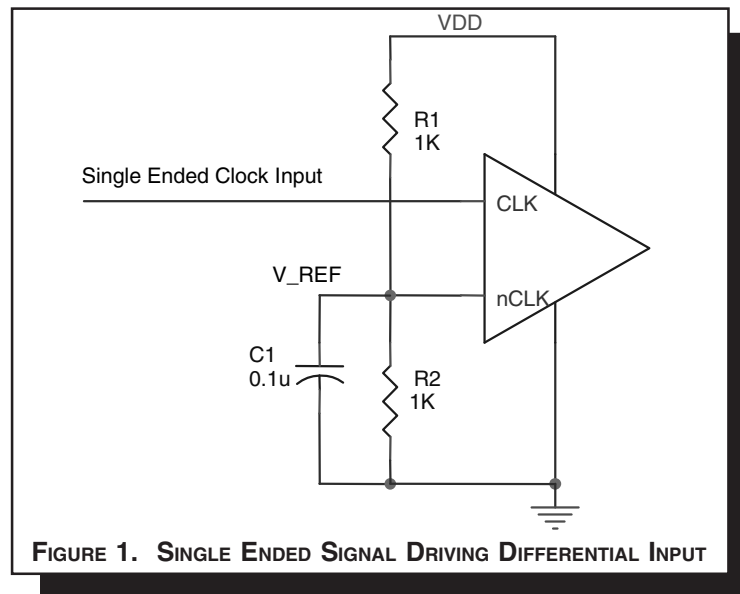 VDD
R1
1K
Single Ended Clock Input
CLK
V_REF
nCLK
C1
0.1u
R2
1K
FIGURE 1. SINGLE ENDED SIGNAL DRIVING DIFFERENTIAL INPUT